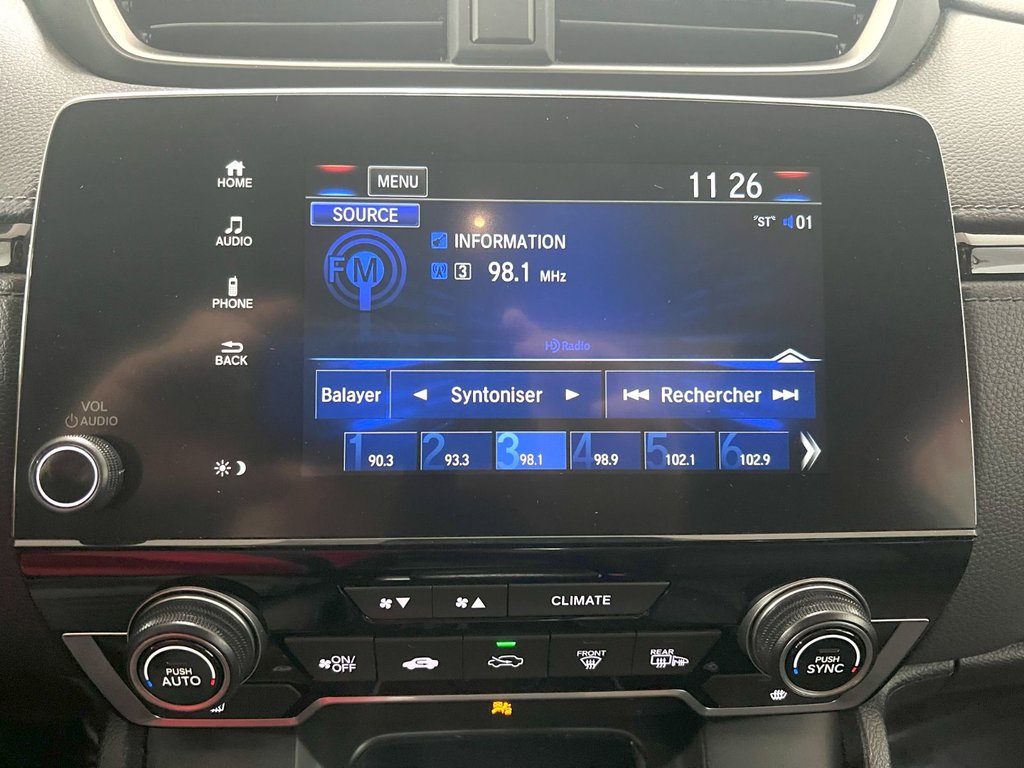 HOME
AUDIO
PHONE
BACK
VOL
AUDIO
MENU
11 26
SOURCE
"ST" 01
FM
INFORMATION
3 98.1 MHz
HD Radio
Balayer Syntoniser Rechercher
1 90.3 2 93.3 3 98.1 4 98.9 5 102.1 6 102.9
CLIMATE
PUSH
AUTO
ON/
OFF
FRONT
REAR
PUSH
SYNC